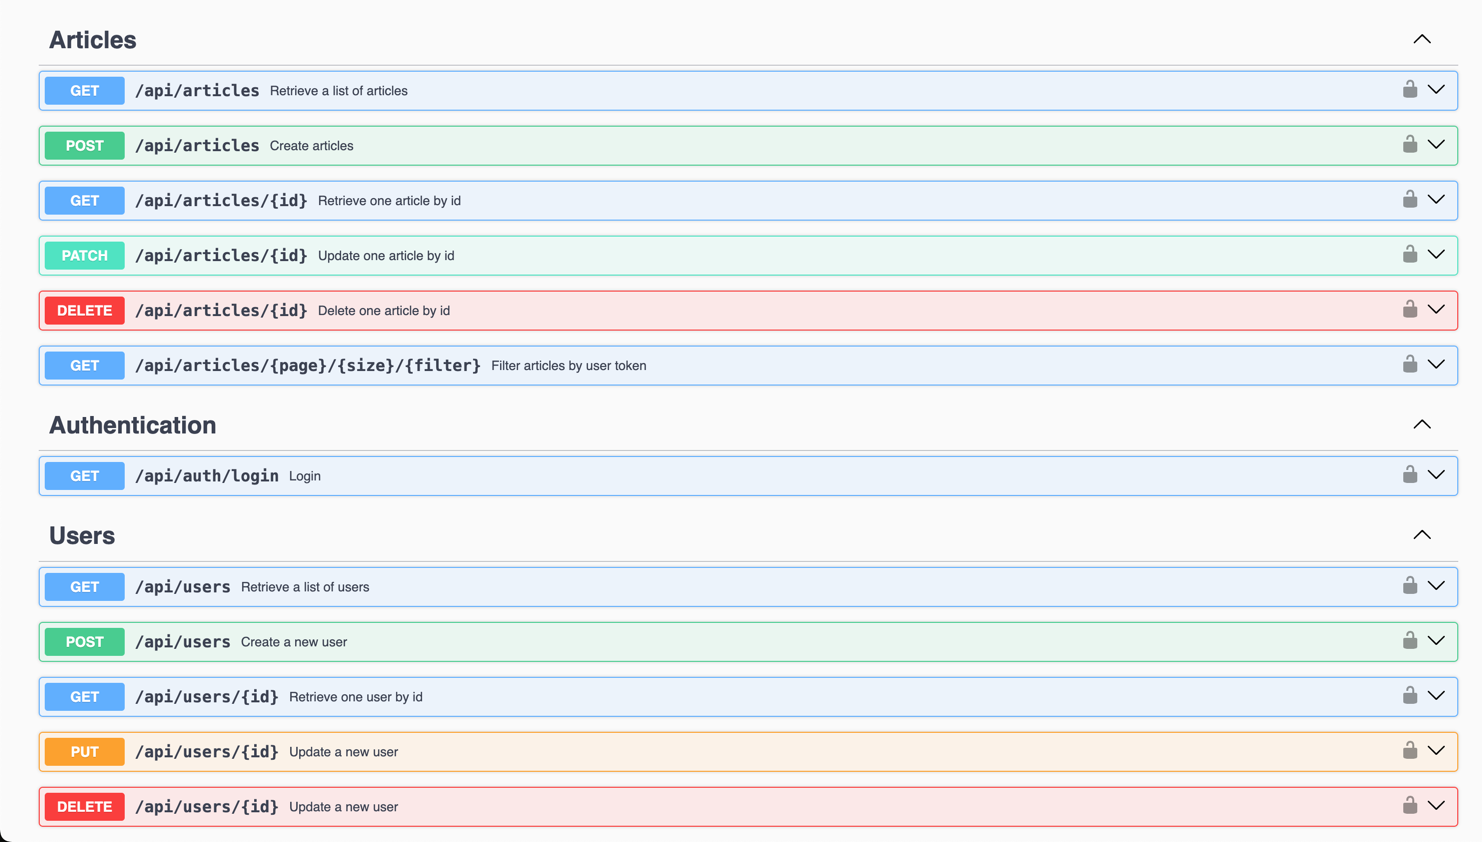 Articles
GET /api/articles Retrieve a list of articles
POST /api/articles Create articles
GET /api/articles/{id} Retrieve one article by id
PATCH /api/articles/{id} Update one article by id
DELETE /api/articles/{id} Delete one article by id
GET /api/articles/{page}/{size}/{filter} Filter articles by user token
Authentication
GET /api/auth/login Login
Users
GET /api/users Retrieve a list of users
POST /api/users Create a new user
GET /api/users/{id} Retrieve one user by id
PUT /api/users/{id} Update a new user
DELETE /api/users/{id} Update a new user